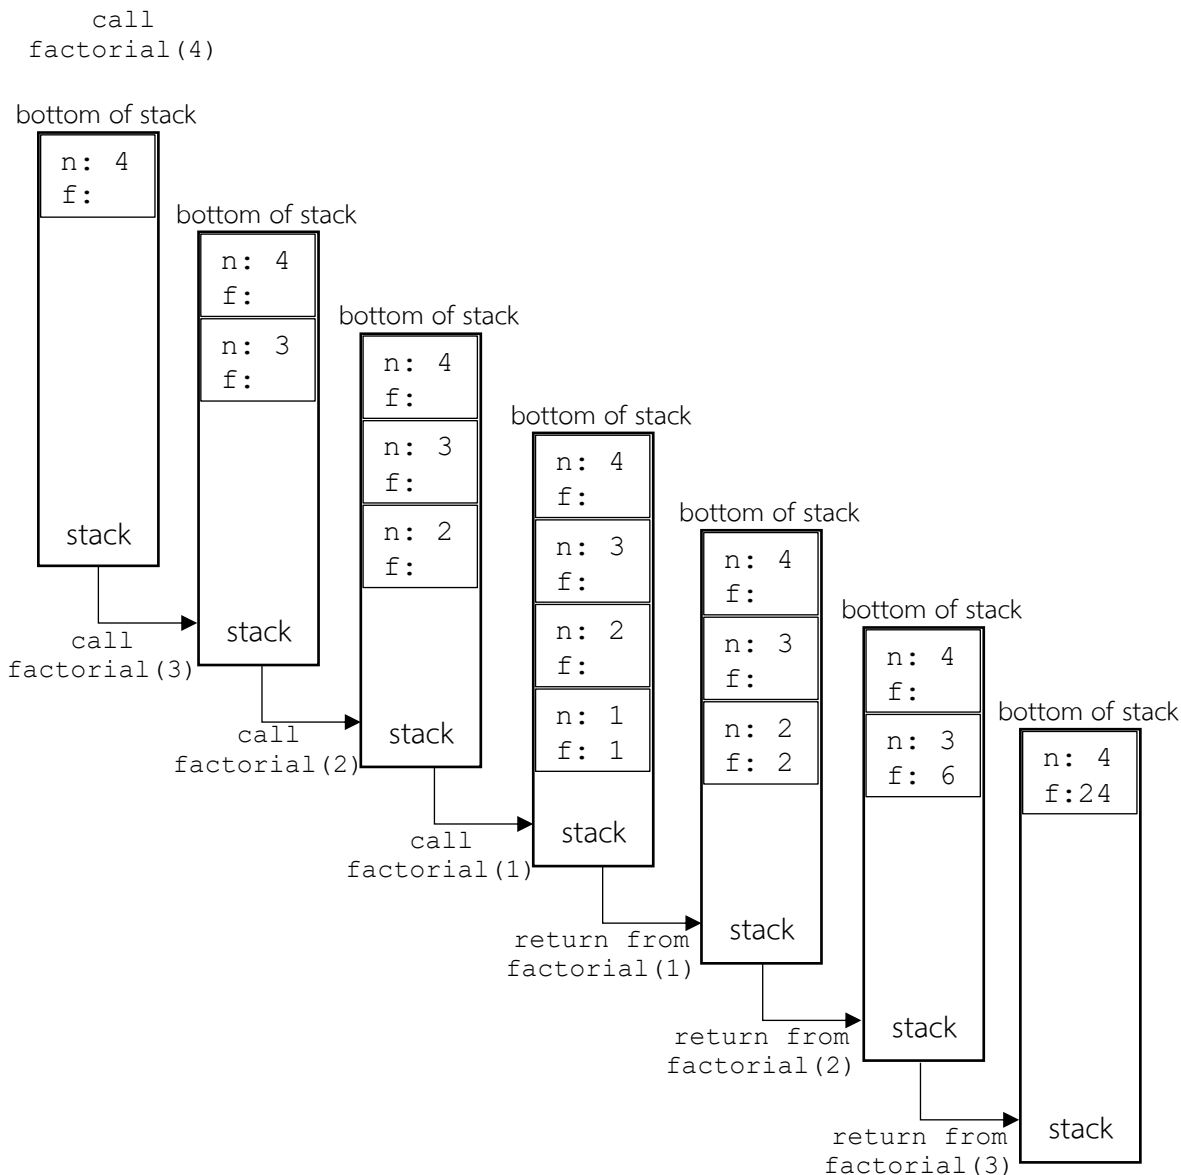 call
factorial(4)
bottom of stack
n: 4
f:
stack
call
factorial(3)
bottom of stack
n: 4
f:
n: 3
f:
stack
call
factorial(2)
bottom of stack
n: 4
f:
n: 3
f:
n: 2
f:
stack
call
factorial(1)
bottom of stack
n: 4
f:
n: 3
f:
n: 2
f:
n: 1
f: 1
stack
return from
factorial(1)
bottom of stack
n: 4
f:
n: 3
f:
n: 2
f: 2
stack
return from
factorial(2)
bottom of stack
n: 4
f:
n: 3
f: 6
stack
return from
factorial(3)
bottom of stack
n: 4
f:24
stack